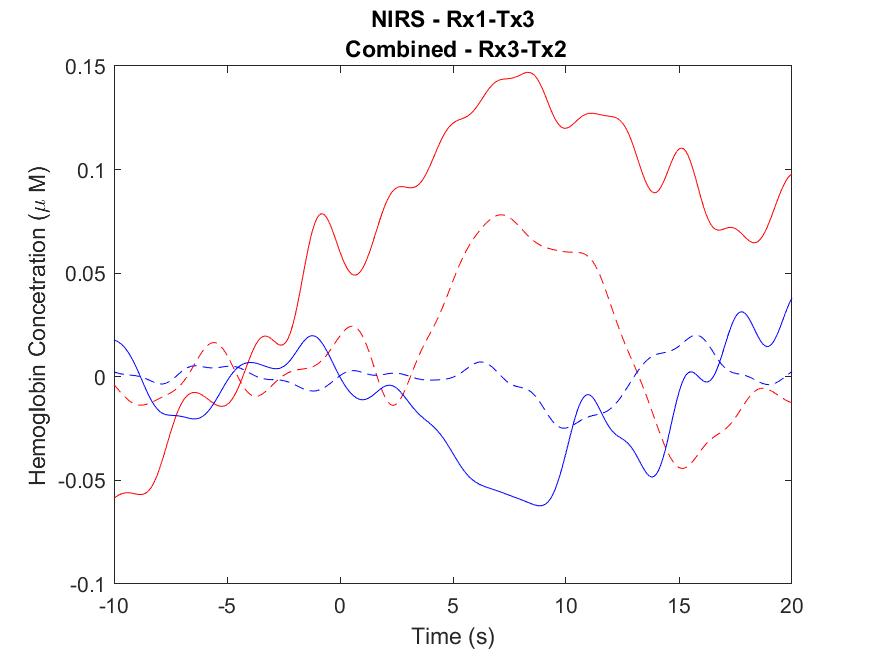 NIRS - Rx1-Tx3
Combined - Rx3-Tx2
0.15
0.1
0.05
0
-0.05
-0.1
Hemoglobin Concetration (μ M)
-10 -5 0 5 10 15 20
Time (s)